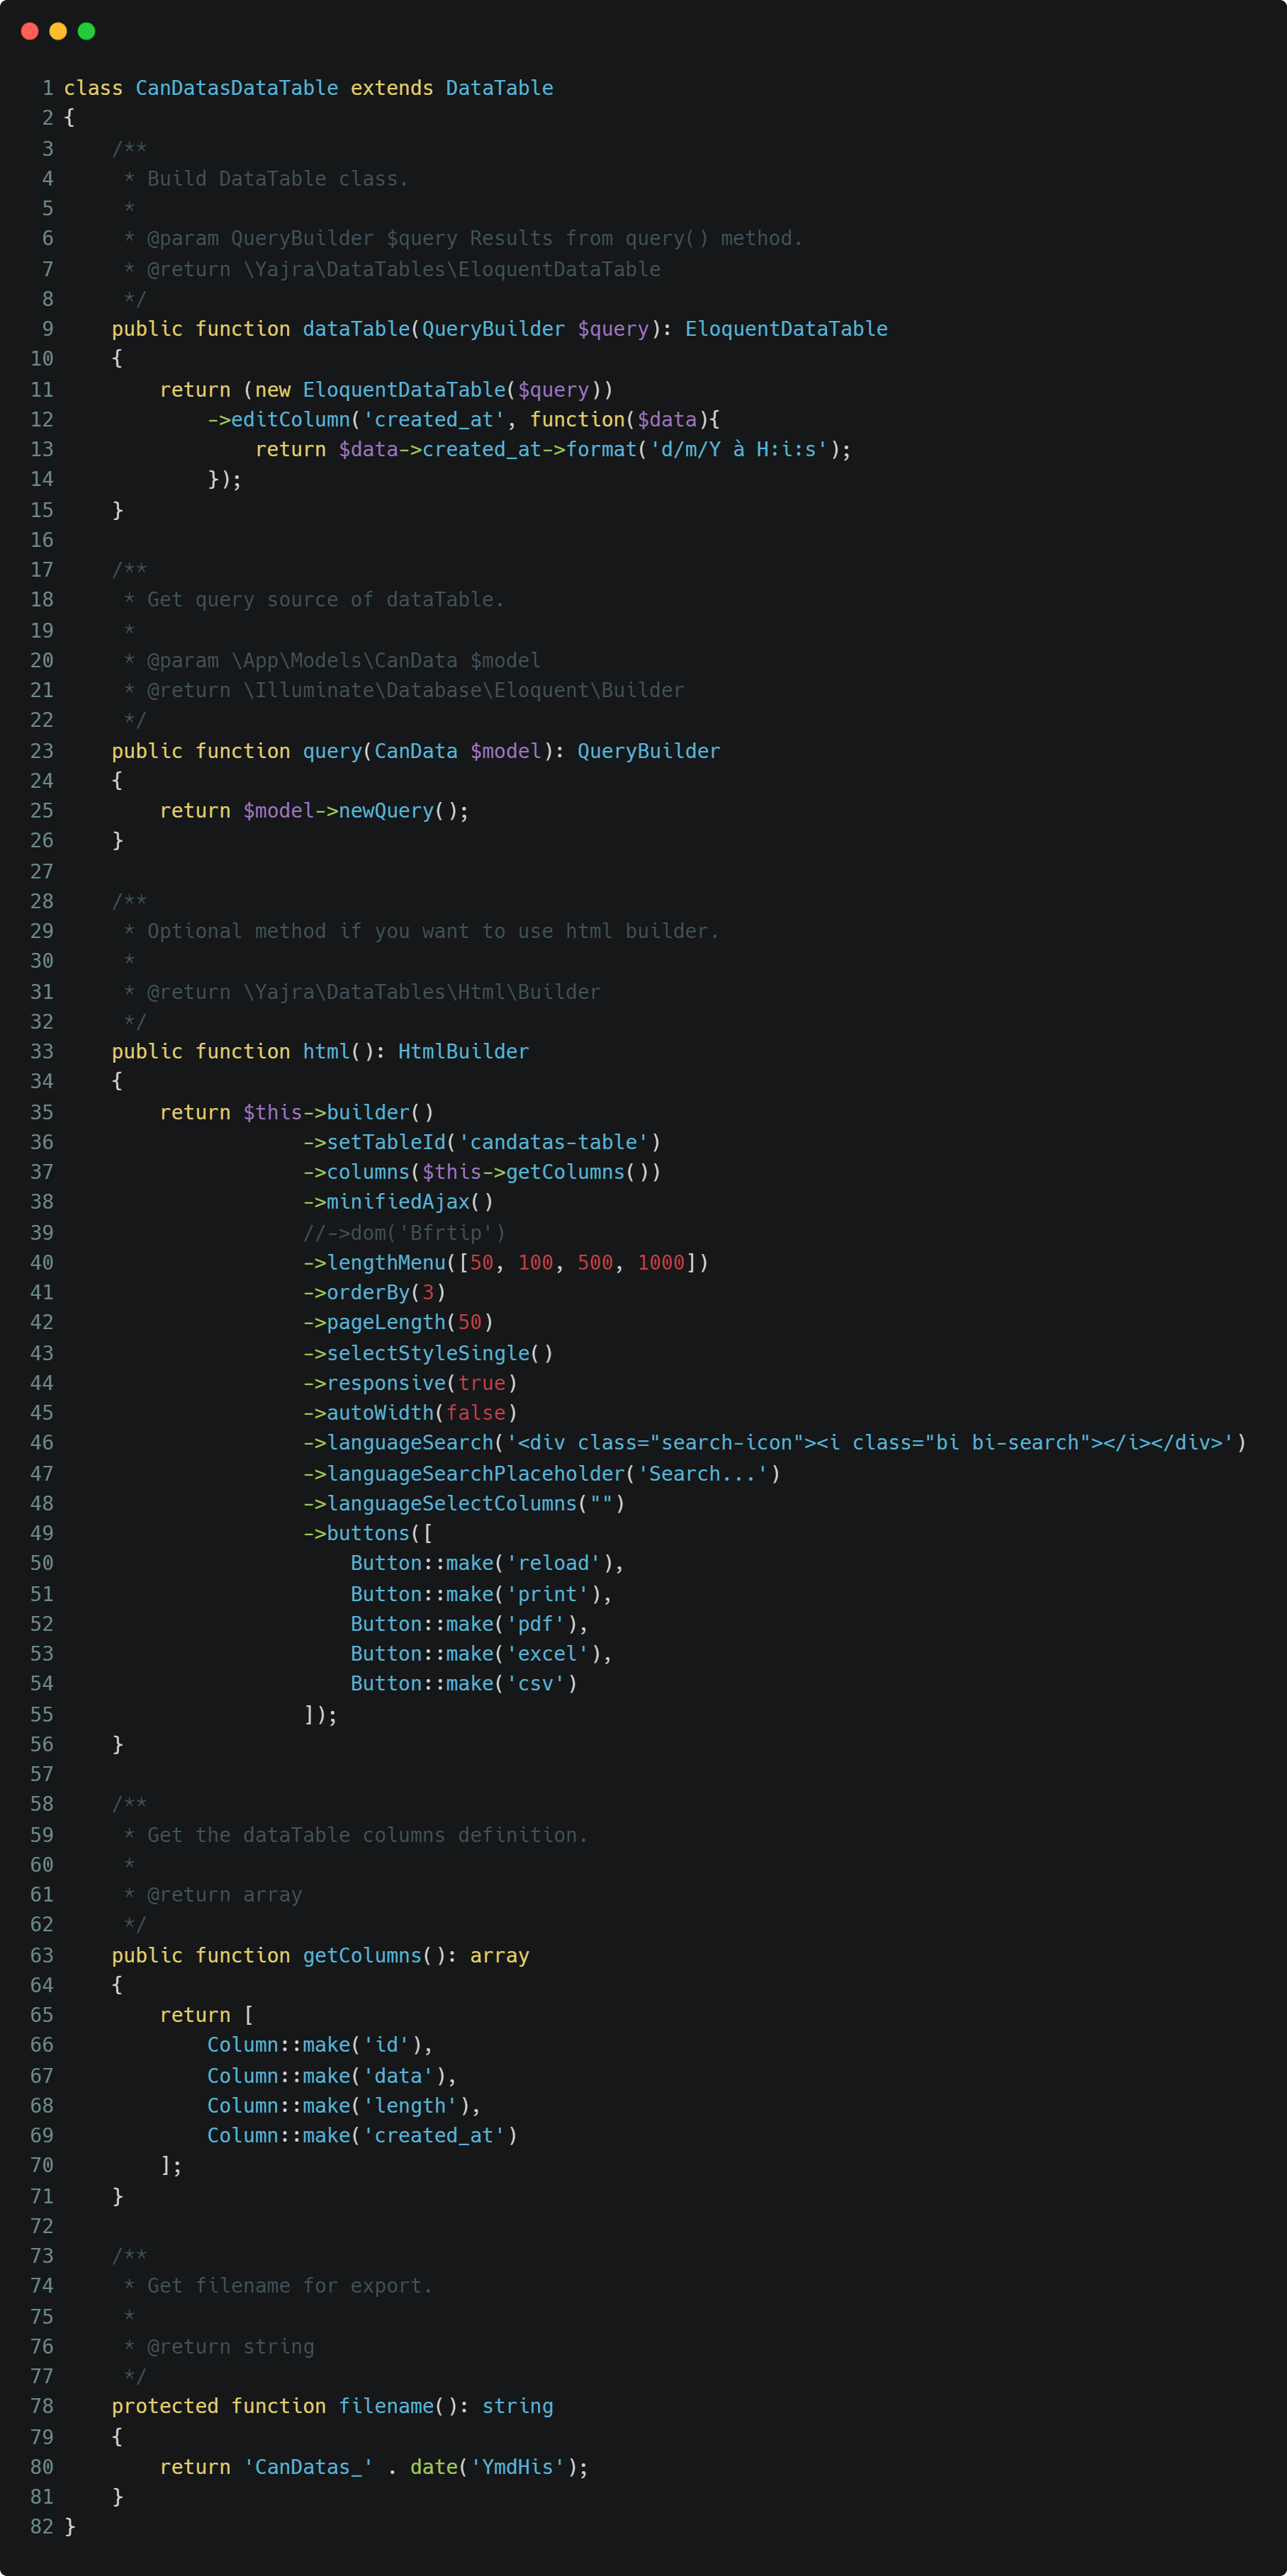 1 class CanDatasDataTable extends DataTable
2 {
3     /**
4      * Build DataTable class.
5      *
6      * @param QueryBuilder $query Results from query() method.
7      * @return \Yajra\DataTables\EloquentDataTable
8      */
9     public function dataTable(QueryBuilder $query): EloquentDataTable
10     {
11         return (new EloquentDataTable($query))
12             ->editColumn('created_at', function($data){
13                 return $data->created_at->format('d/m/Y à H:i:s');
14             });
15     }
16
17     /**
18      * Get query source of dataTable.
19      *
20      * @param \App\Models\CanData $model
21      * @return \Illuminate\Database\Eloquent\Builder
22      */
23     public function query(CanData $model): QueryBuilder
24     {
25         return $model->newQuery();
26     }
27
28     /**
29      * Optional method if you want to use html builder.
30      *
31      * @return \Yajra\DataTables\Html\Builder
32      */
33     public function html(): HtmlBuilder
34     {
35         return $this->builder()
36                     ->setTableId('candatas-table')
37                     ->columns($this->getColumns())
38                     ->minifiedAjax()
39                     //->dom('Bfrtip')
40                     ->lengthMenu([50, 100, 500, 1000])
41                     ->orderBy(3)
42                     ->pageLength(50)
43                     ->selectStyleSingle()
44                     ->responsive(true)
45                     ->autoWidth(false)
46                     ->languageSearch('<div class="search-icon"><i class="bi bi-search"></i></div>')
47                     ->languageSearchPlaceholder('Search...')
48                     ->languageSelectColumns("")
49                     ->buttons([
50                         Button::make('reload'),
51                         Button::make('print'),
52                         Button::make('pdf'),
53                         Button::make('excel'),
54                         Button::make('csv')
55                     ]);
56     }
57
58     /**
59      * Get the dataTable columns definition.
60      *
61      * @return array
62      */
63     public function getColumns(): array
64     {
65         return [
66             Column::make('id'),
67             Column::make('data'),
68             Column::make('length'),
69             Column::make('created_at')
70         ];
71     }
72
73     /**
74      * Get filename for export.
75      *
76      * @return string
77      */
78     protected function filename(): string
79     {
80         return 'CanDatas_' . date('YmdHis');
81     }
82 }